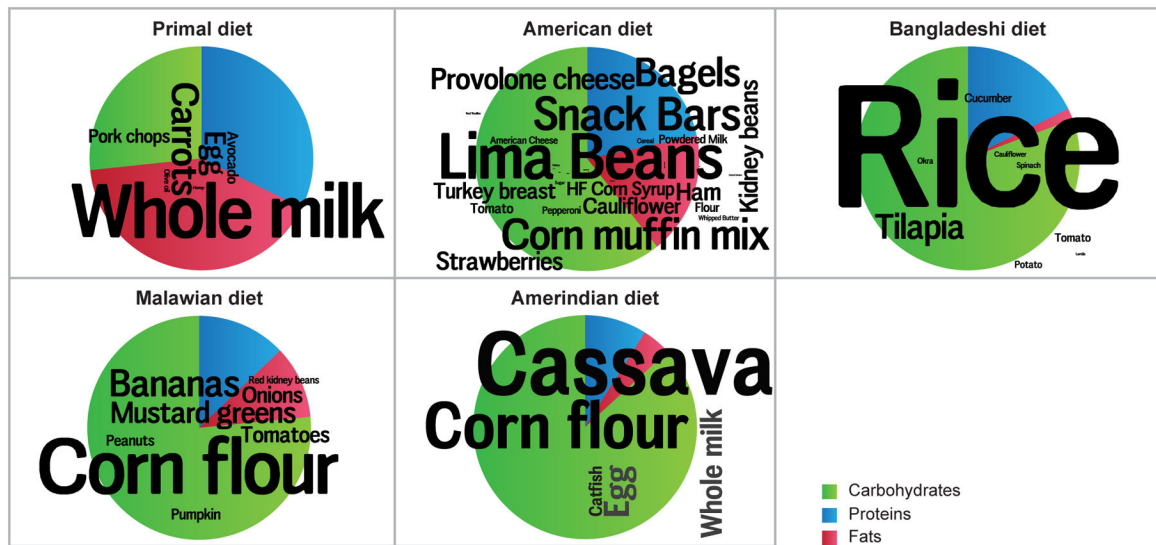 Primal diet
Carrots
Pork chops
Egg
Avocado
Olive oil
Whole milk
American diet
Provolone cheese
Bagels
Snack Bars
Kidney beans
American Cheese
Cereal
Powdered Milk
Lima Beans
Turkey breast
HF Corn Syrup
Ham
Tomato
Pepperoni
Cauliflower
Flour
Whipped Butter
Corn muffin mix
Strawberries
Bangladeshi diet
Cucumber
Rice
Okra
Cauliflower
Spinach
Tilapia
Tomato
Lentils
Potato
Malawian diet
Bananas
Red kidney beans
Onions
Mustard greens
Peanuts
Tomatoes
Corn flour
Pumpkin
Amerindian diet
Cassava
Corn flour
Catfish
Egg
Whole milk
Carbohydrates
Proteins
Fats